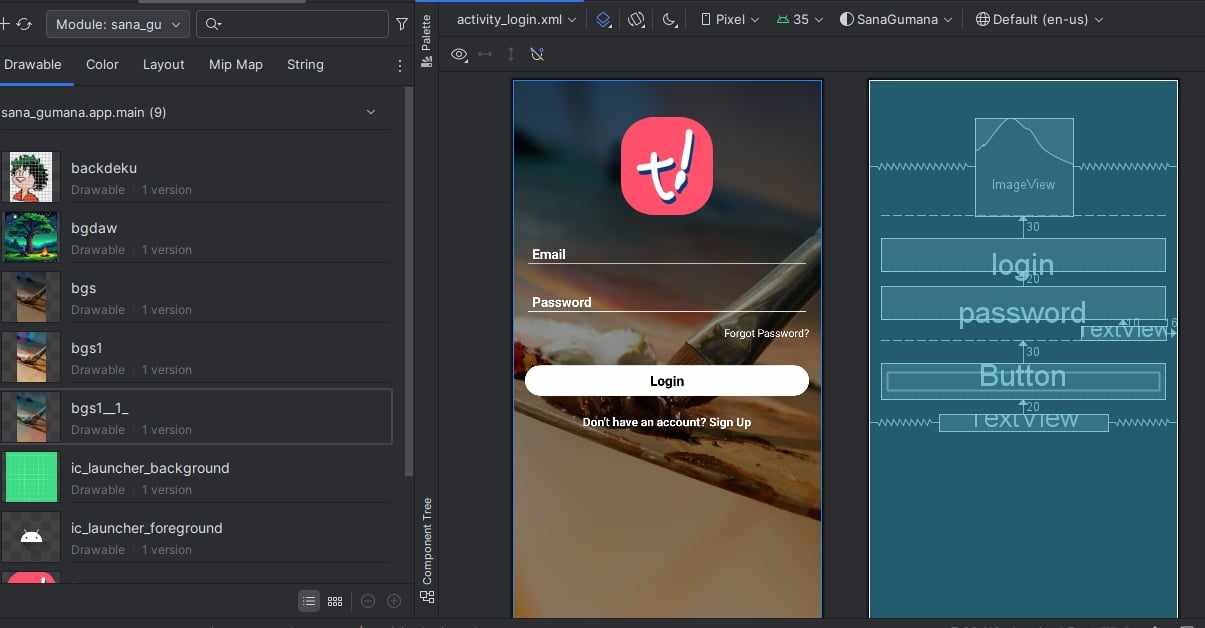 Module: sana_gu
Drawable
Color
Layout
Mip Map
String
sana_gumana.app.main (9)
backdeku
Drawable | 1 version
bgdaw
Drawable | 1 version
bgs
Drawable | 1 version
bgs1
Drawable | 1 version
bgs1__1_
Drawable | 1 version
ic_launcher_background
Drawable | 1 version
ic_launcher_foreground
Drawable | 1 version
Palette
Component Tree
activity_login.xml
Pixel
35
SanaGumana
Default (en-us)
t!
Email
Password
Forgot Password?
Login
Don't have an account? Sign Up
ImageView
30
login
20
password
10
6
TextView
30
Button
20
TextView